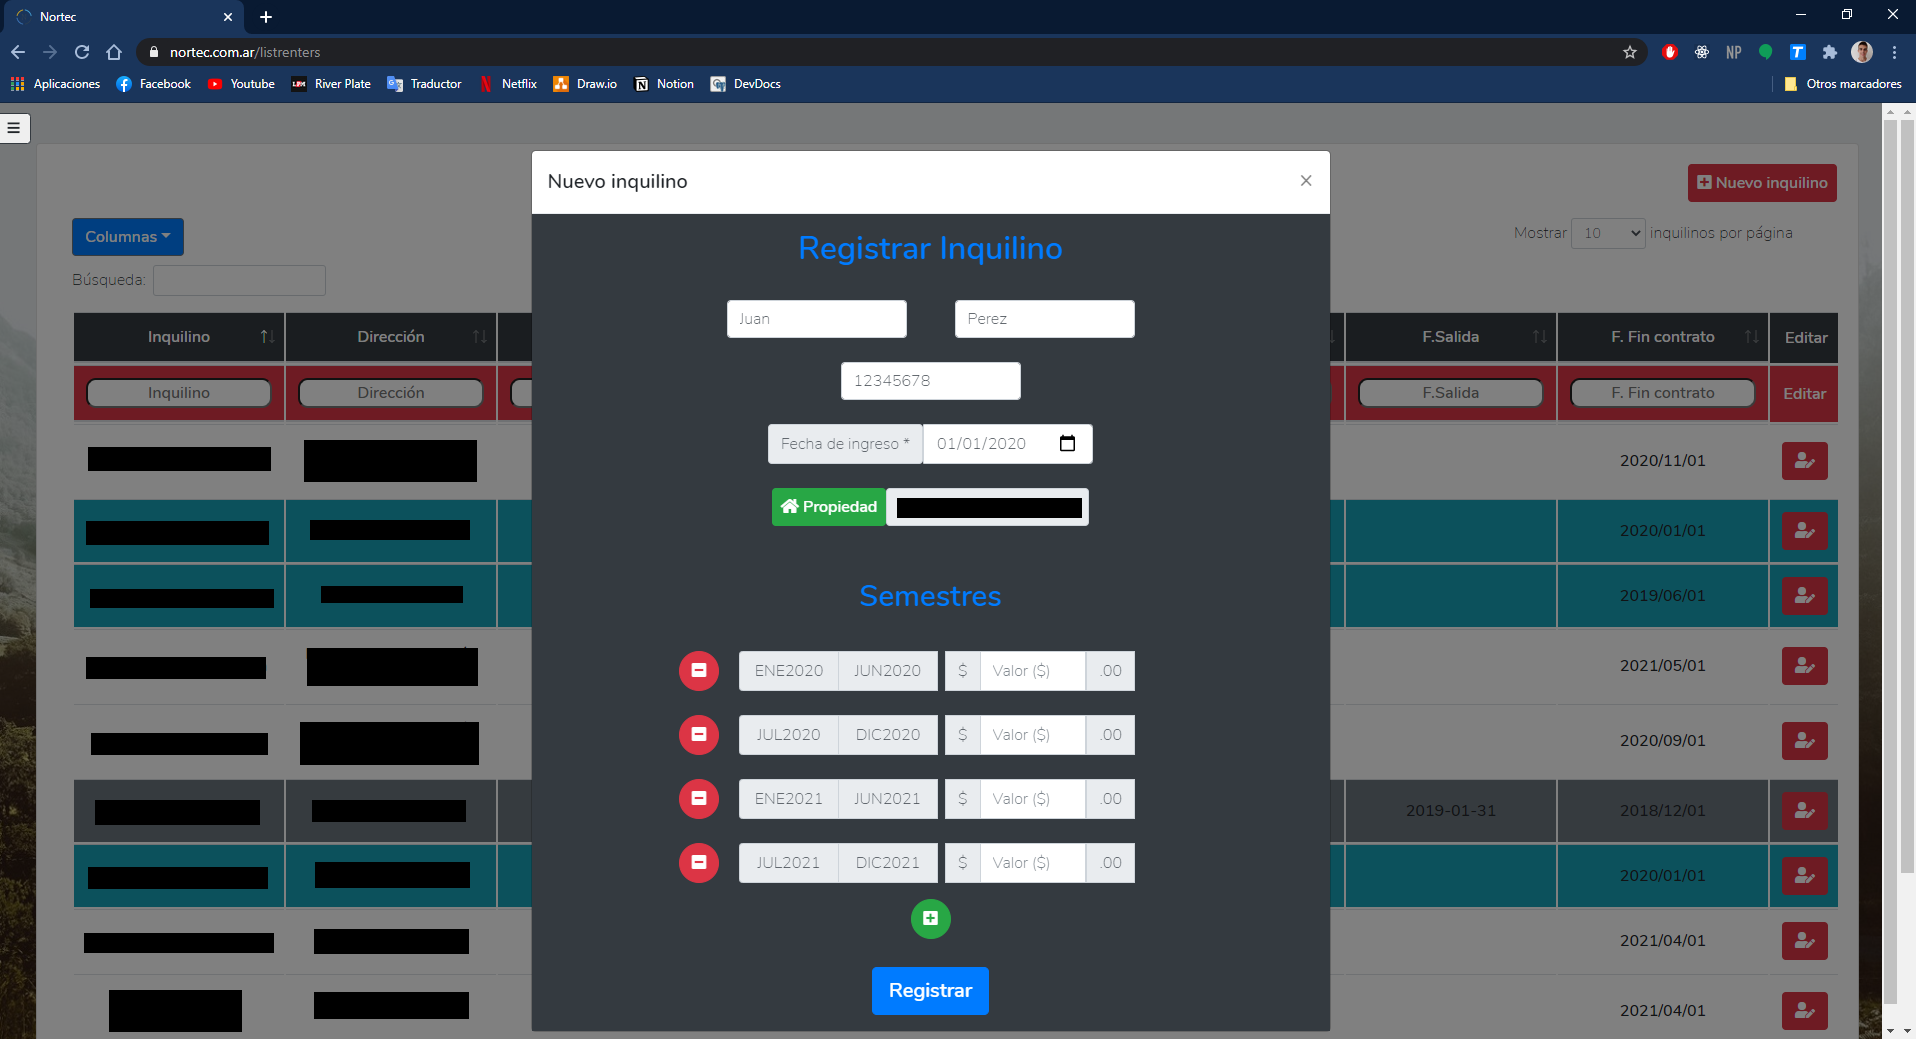 Nortec
nortec.com.ar/listrenters
NP
Aplicaciones Facebook Youtube River Plate Traductor Netflix Draw.io Notion DevDocs Otros marcadores
Nuevo inquilino
Nuevo inquilino
Columnas
Mostrar 10 inquilinos por página
Búsqueda:
Registrar Inquilino
Juan Perez
12345678
Fecha de ingreso * 01/01/2020
Propiedad
Semestres
ENE2020 JUN2020 $ Valor ($) .00
JUL2020 DIC2020 $ Valor ($) .00
ENE2021 JUN2021 $ Valor ($) .00
JUL2021 DIC2021 $ Valor ($) .00
Registrar
Inquilino Dirección F.Salida F. Fin contrato Editar
Inquilino Dirección F.Salida F. Fin contrato Editar
2020/11/01
2020/01/01
2019/06/01
2021/05/01
2020/09/01
2019-01-31 2018/12/01
2020/01/01
2021/04/01
2021/04/01